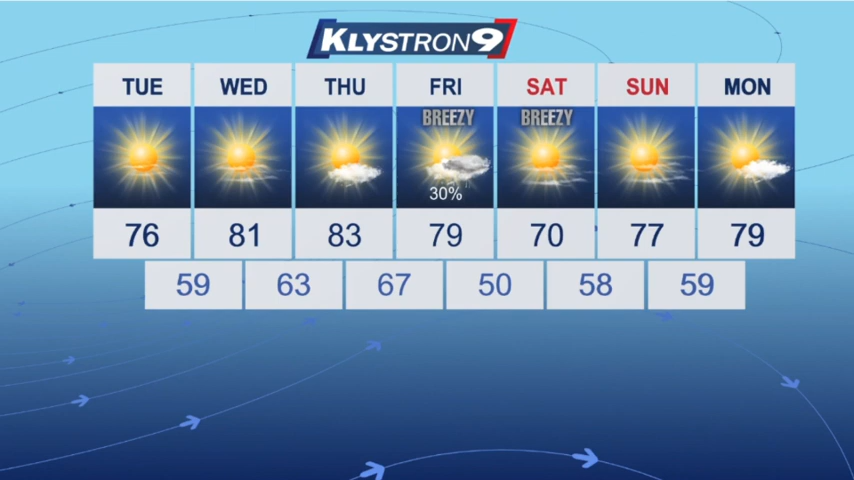 KLYSTRON9
TUE WED THU FRI SAT SUN MON
BREEZY BREEZY
30%
76 81 83 79 70 77 79
59 63 67 50 58 59